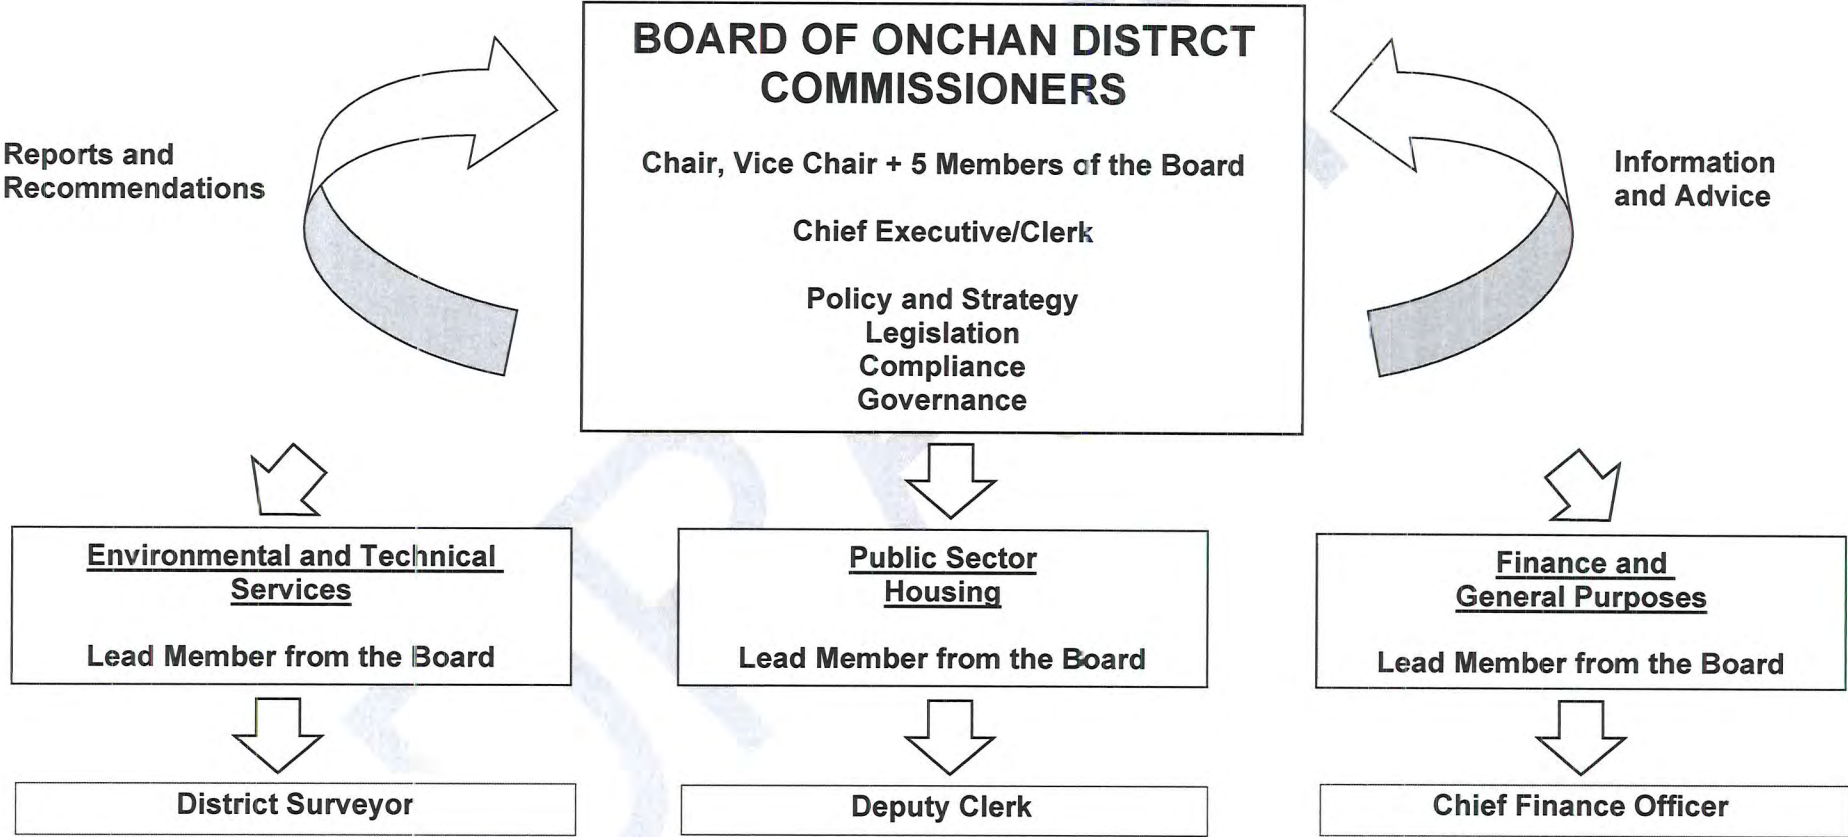 BOARD OF ONCHAN DISTRCT
COMMISSIONERS
Chair, Vice Chair + 5 Members of the Board
Chief Executive/Clerk
Policy and Strategy
Legislation
Compliance
Governance
Reports and
Recommendations
Information
and Advice
Environmental and Technical
Services
Lead Member from the Board
Public Sector
Housing
Lead Member from the Board
Finance and
General Purposes
Lead Member from the Board
District Surveyor
Deputy Clerk
Chief Finance Officer